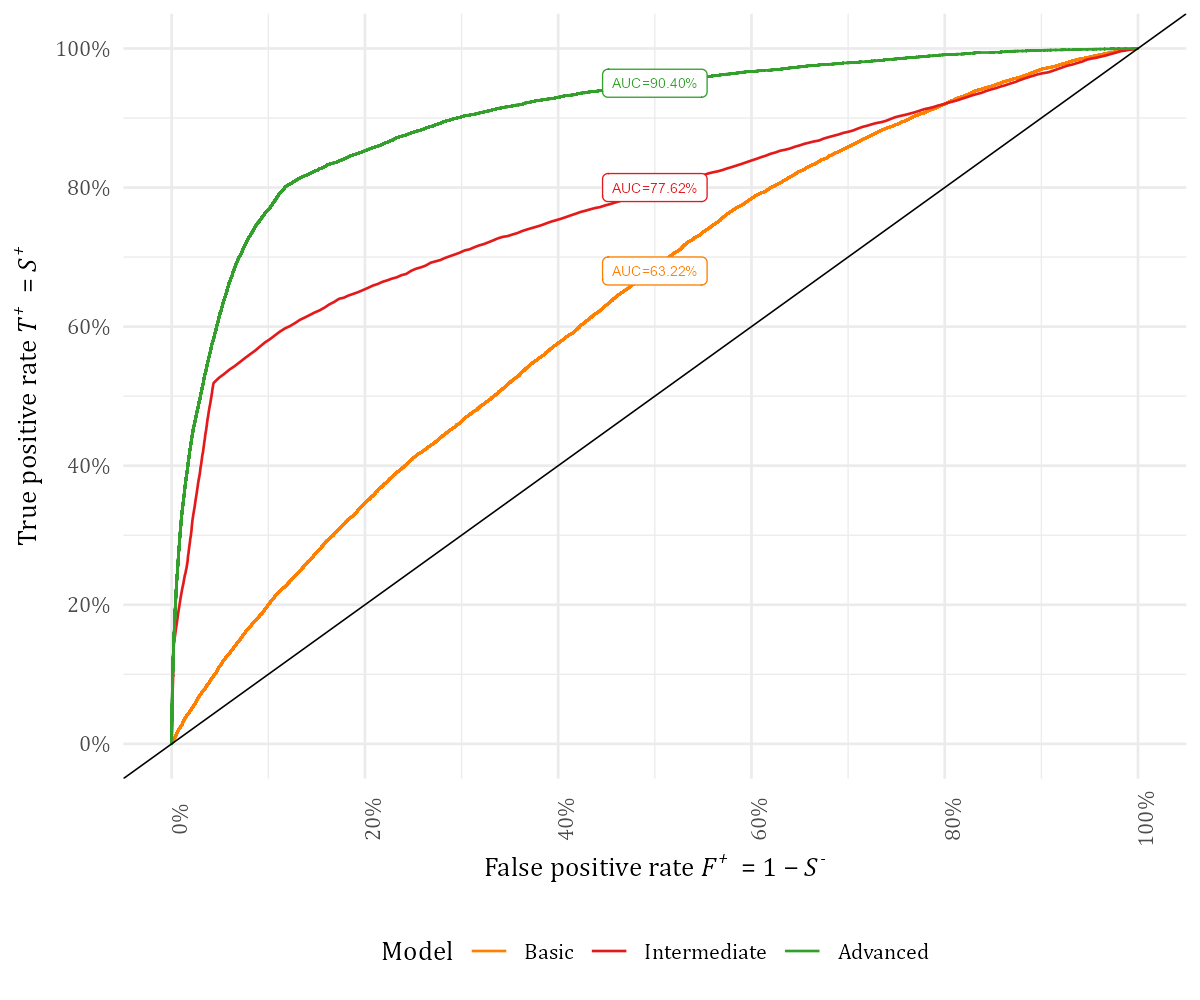 100%
80%
60%
40%
20%
0%
True positive rate T⁺ = S⁺
AUC=90.40%
AUC=77.62%
AUC=63.22%
0%
20%
40%
60%
80%
100%
False positive rate F⁺ = 1 − S⁻
Model Basic Intermediate Advanced